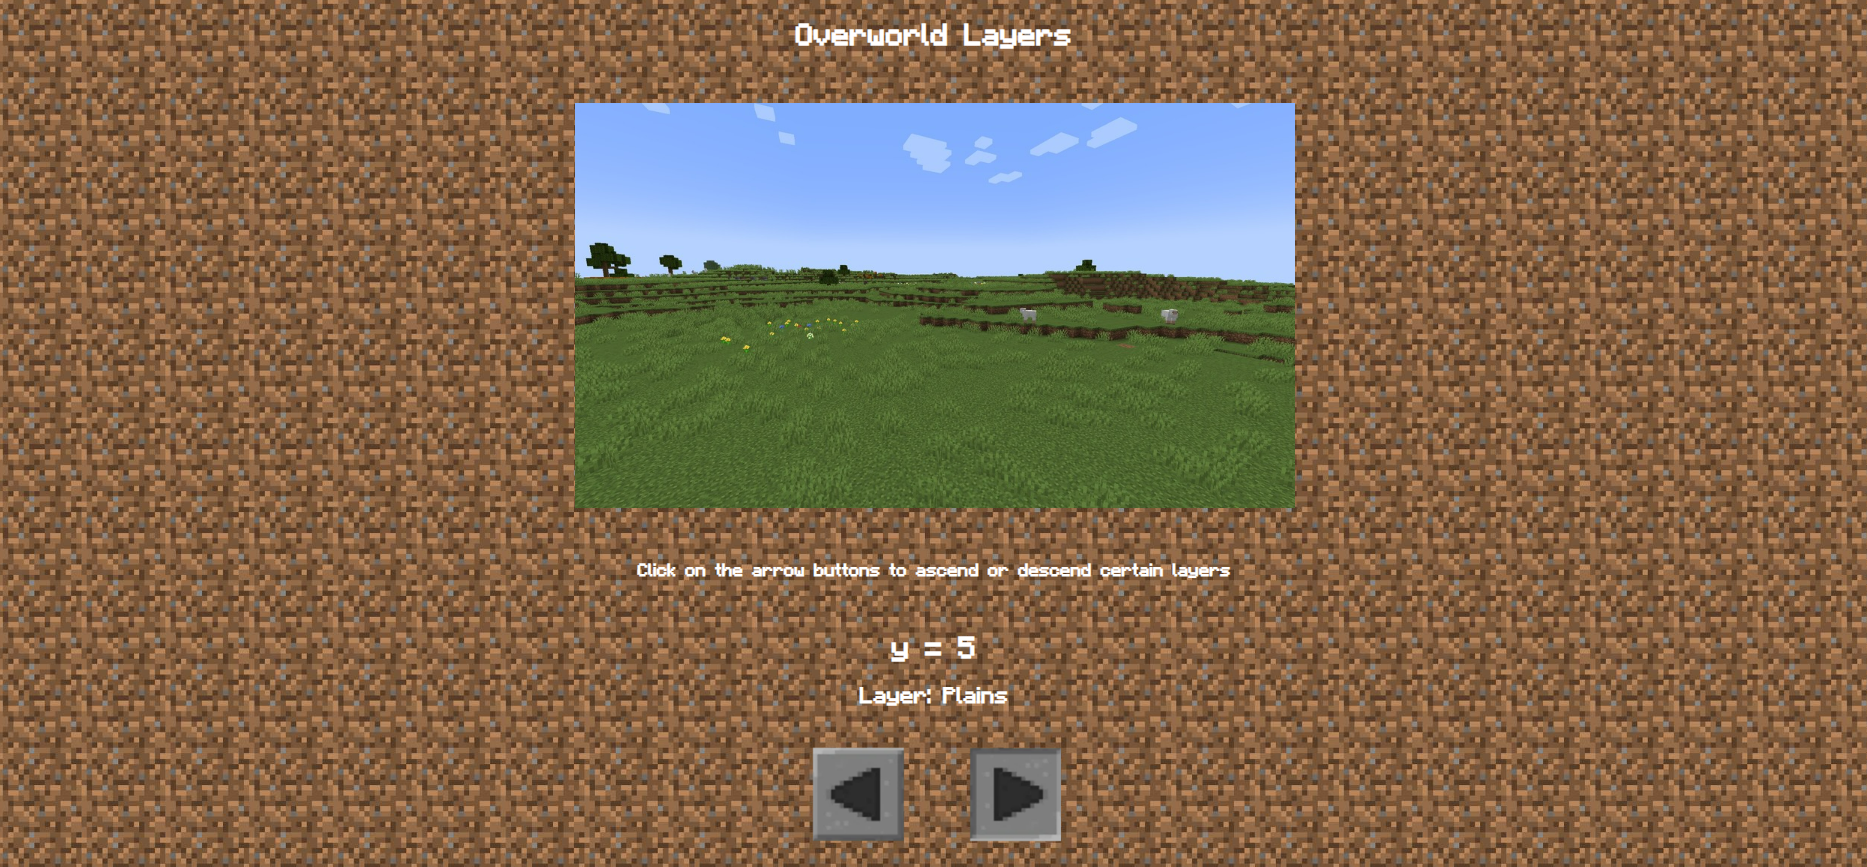 Overworld Layers
Click on the arrow buttons to ascend or descend certain layers
y = 5
Layer: Plains